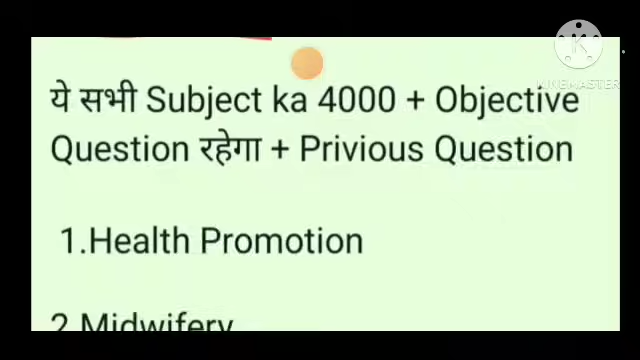 KINEMASTER
ये सभी Subject ka 4000 + Objective
Question रहेगा + Privious Question
1.Health Promotion
2.Midwifery